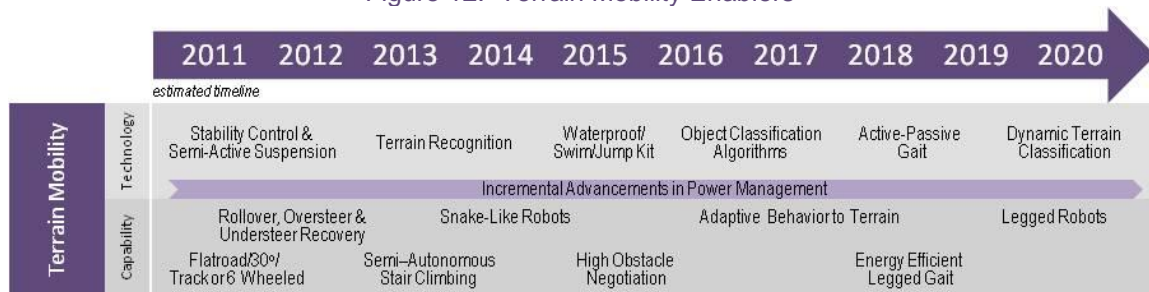 Figure 12: Terrain Mobility Enablers
2011 2012 2013 2014 2015 2016 2017 2018 2019 2020
estimated timeline
Terrain Mobility
Technology
Stability Control &
Semi-Active Suspension
Terrain Recognition
Waterproof/
Swim/Jump Kit
Object Classification
Algorithms
Active-Passive
Gait
Dynamic Terrain
Classification
Incremental Advancements in Power Management
Capability
Rollover, Oversteer &
Understeer Recovery
Snake-Like Robots
Adaptive Behavior to Terrain
Legged Robots
Flatroad/30º/
Track or 6 Wheeled
Semi–Autonomous
Stair Climbing
High Obstacle
Negotiation
Energy Efficient
Legged Gait